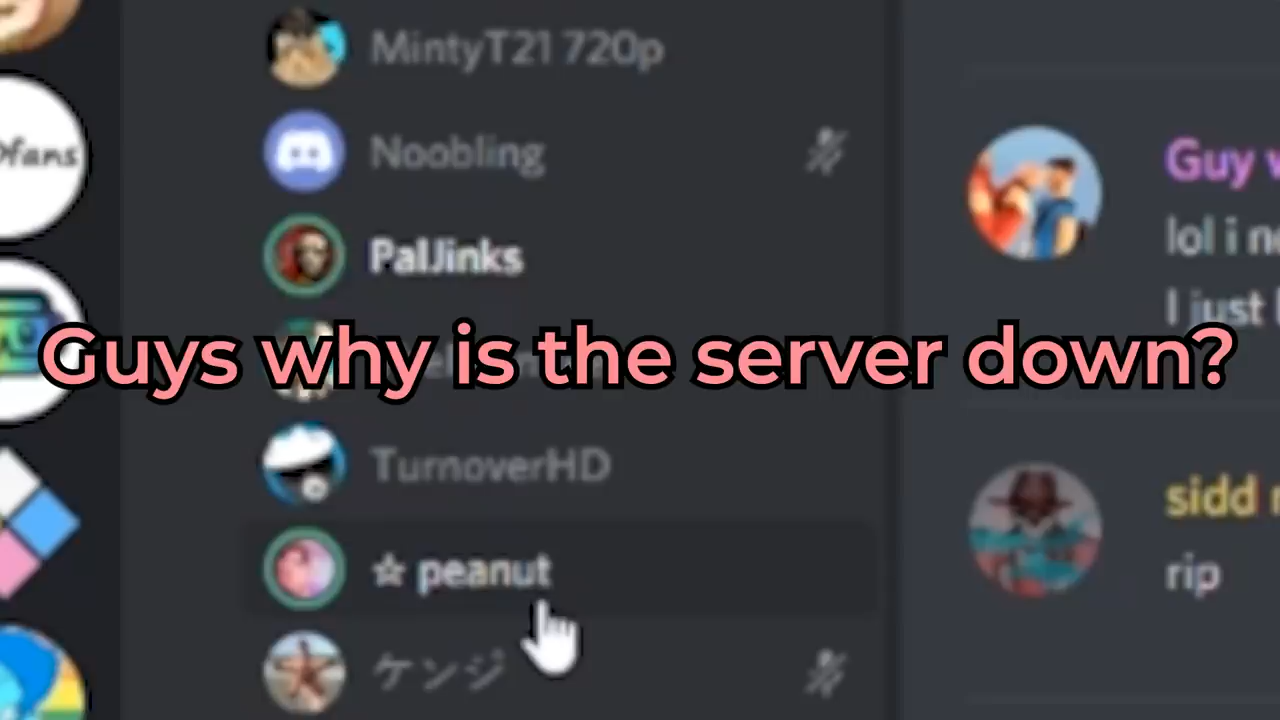 MintyT21 720p
Noobling
PalJinks
TurnoverHD
☆ peanut
ケンジ
fans
Guy
lol i
I just
sidd
rip
Guys why is the server down?